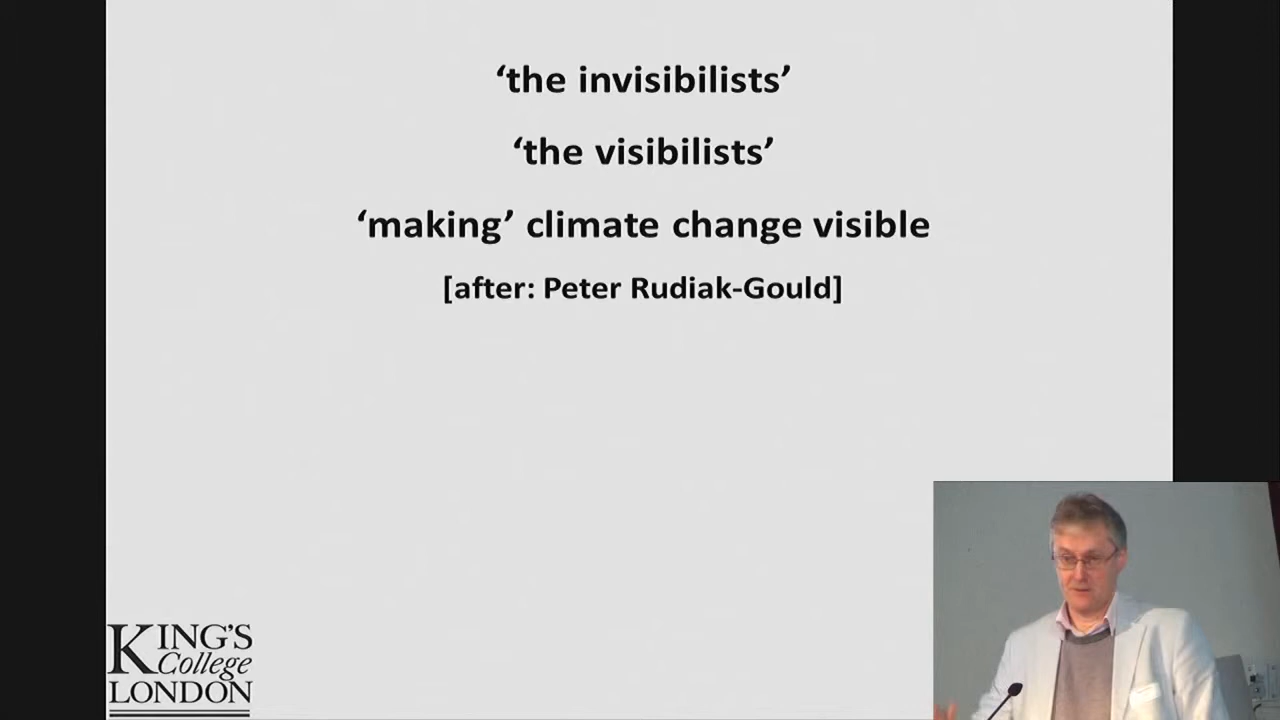 ‘the invisibilists’
‘the visibilists’
‘making’ climate change visible
[after: Peter Rudiak-Gould]
KING'S
College
LONDON